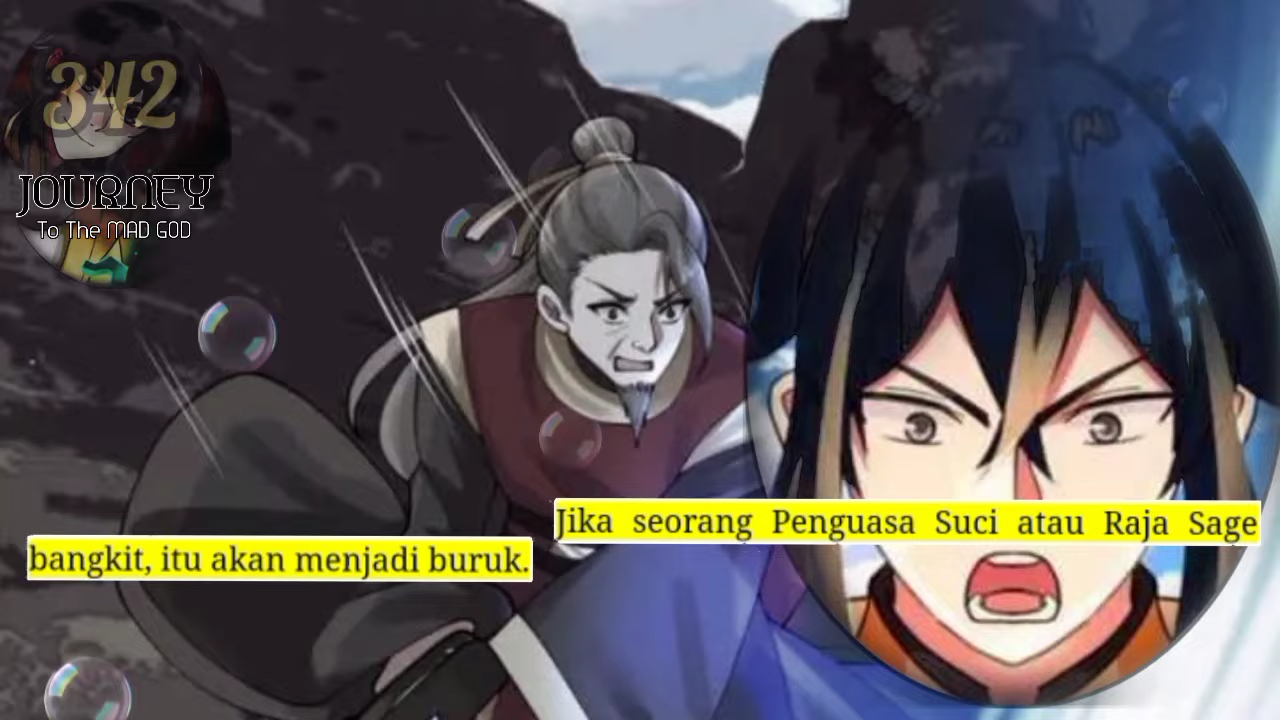 342
JOURNEY
To The MAD GOD
Jika seorang Penguasa Suci atau Raja Sage
bangkit, itu akan menjadi buruk.